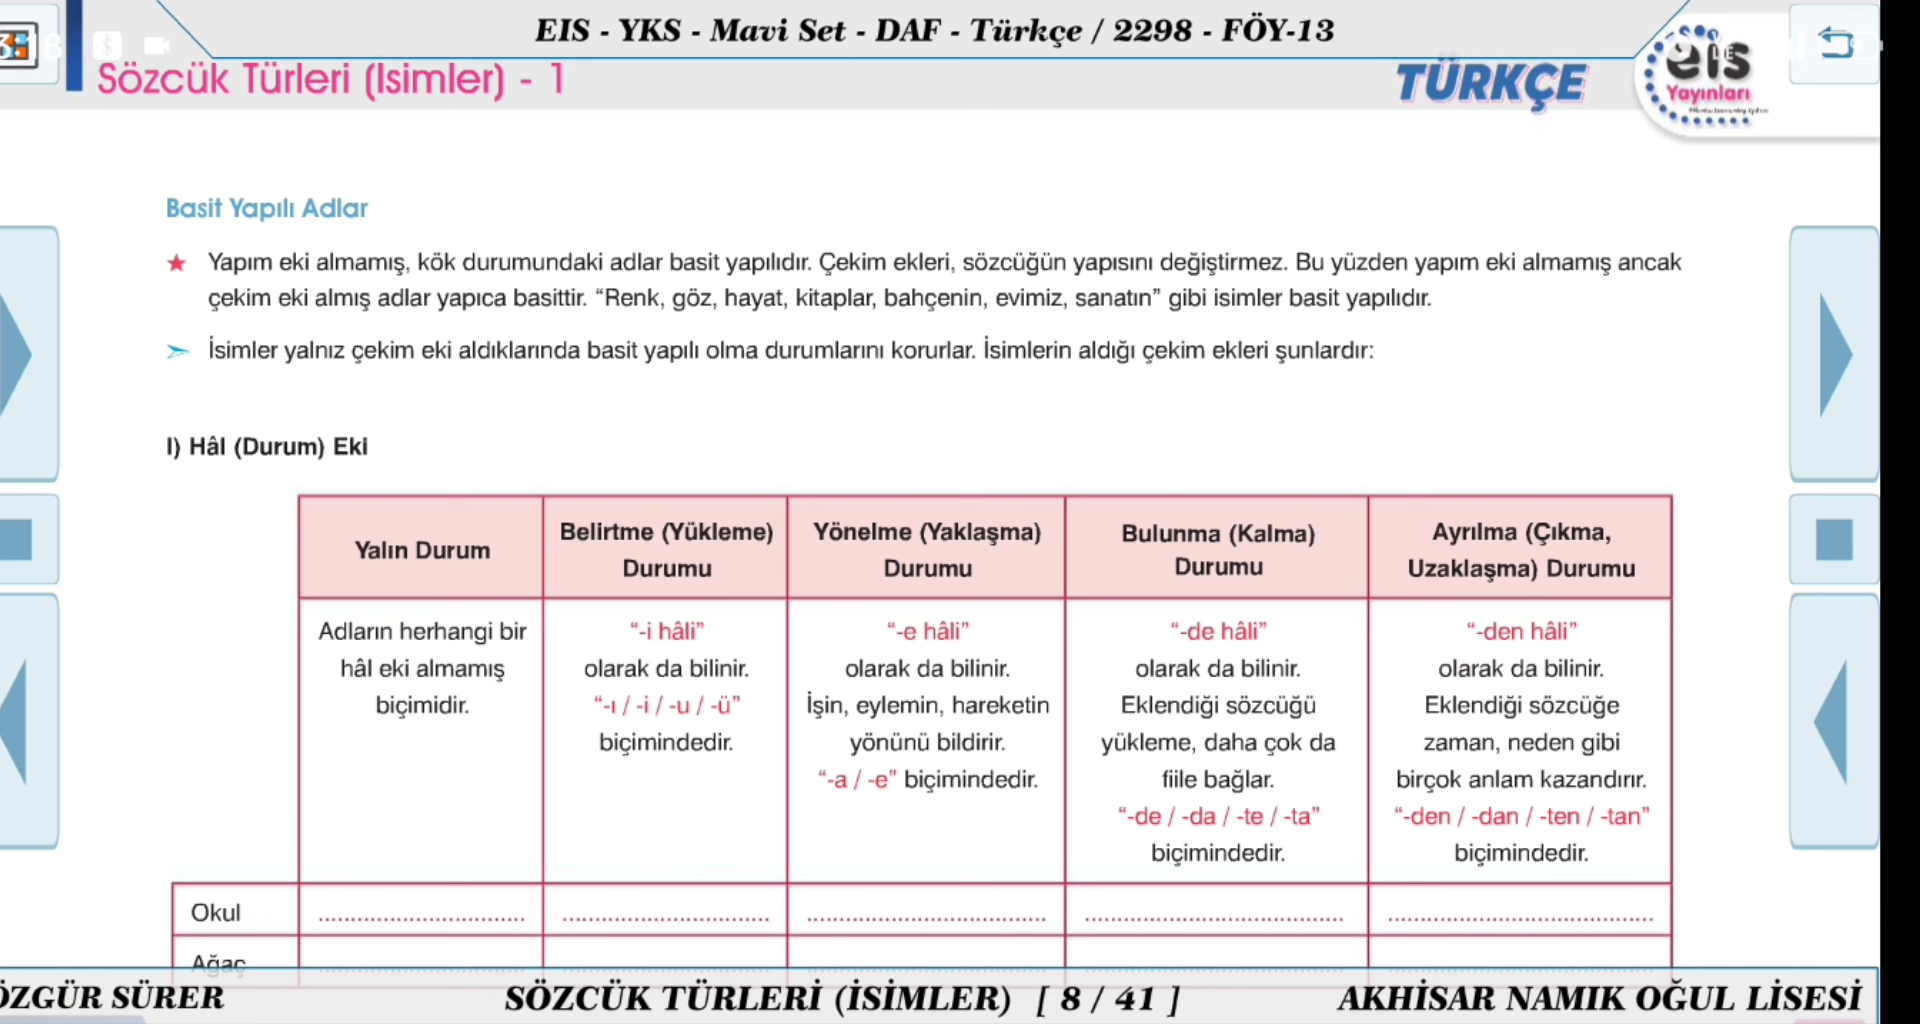 EIS - YKS - Mavi Set - DAF - Türkçe / 2298 - FÖY-13
Sözcük Türleri (İsimler) - 1
TÜRKÇE
eis
Yayınları
Basit Yapılı Adlar
★ Yapım eki almamış, kök durumundaki adlar basit yapılıdır. Çekim ekleri, sözcüğün yapısını değiştirmez. Bu yüzden yapım eki almamış ancak
çekim eki almış adlar yapıca basittir. “Renk, göz, hayat, kitaplar, bahçenin, evimiz, sanatın” gibi isimler basit yapılıdır.
➢ İsimler yalnız çekim eki aldıklarında basit yapılı olma durumlarını korurlar. İsimlerin aldığı çekim ekleri şunlardır:
I) Hâl (Durum) Eki
Yalın Durum
Belirtme (Yükleme)
Durumu
Yönelme (Yaklaşma)
Durumu
Bulunma (Kalma)
Durumu
Ayrılma (Çıkma,
Uzaklaşma) Durumu
Adların herhangi bir
hâl eki almamış
biçimidir.
“-i hâli”
olarak da bilinir.
“-ı / -i / -u / -ü”
biçimindedir.
“-e hâli”
olarak da bilinir.
İşin, eylemin, hareketin
yönünü bildirir.
“-a / -e” biçimindedir.
“-de hâli”
olarak da bilinir.
Eklendiği sözcüğü
yükleme, daha çok da
fiile bağlar.
“-de / -da / -te / -ta”
biçimindedir.
“-den hâli”
olarak da bilinir.
Eklendiği sözcüğe
zaman, neden gibi
birçok anlam kazandırır.
“-den / -dan / -ten / -tan”
biçimindedir.
Okul
Ağaç
ÖZGÜR SÜRER
SÖZCÜK TÜRLERİ (İSİMLER) [ 8 / 41 ]
AKHİSAR NAMIK OĞUL LİSESİ